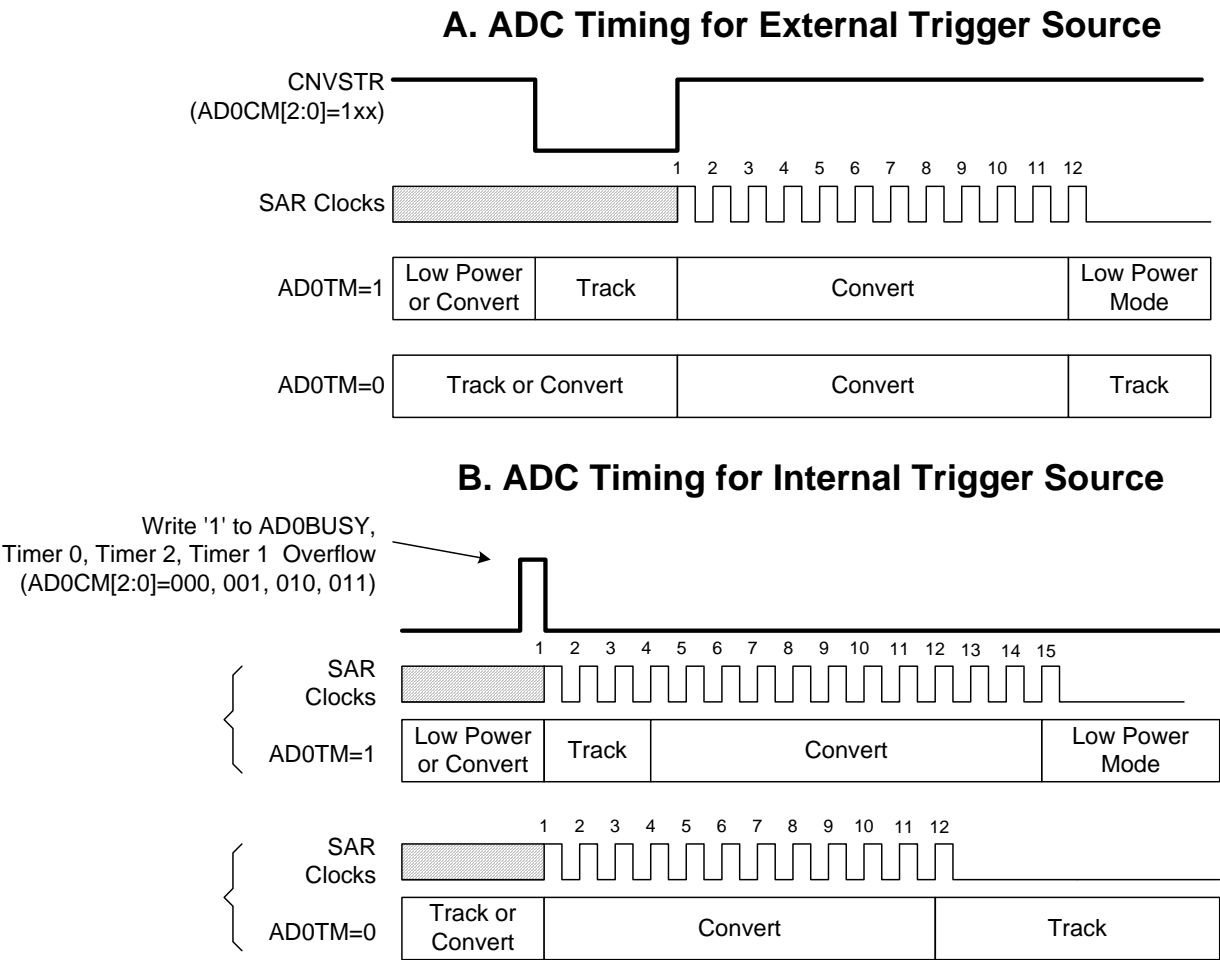 A. ADC Timing for External Trigger Source
CNVSTR
(AD0CM[2:0]=1xx)
1 2 3 4 5 6 7 8 9 10 11 12
SAR Clocks
AD0TM=1
Low Power
or Convert
Track
Convert
Low Power
Mode
AD0TM=0
Track or Convert
Convert
Track
B. ADC Timing for Internal Trigger Source
Write '1' to AD0BUSY,
Timer 0, Timer 2, Timer 1 Overflow
(AD0CM[2:0]=000, 001, 010, 011)
1 2 3 4 5 6 7 8 9 10 11 12 13 14 15
SAR
Clocks
AD0TM=1
Low Power
or Convert
Track
Convert
Low Power
Mode
1 2 3 4 5 6 7 8 9 10 11 12
SAR
Clocks
AD0TM=0
Track or
Convert
Convert
Track